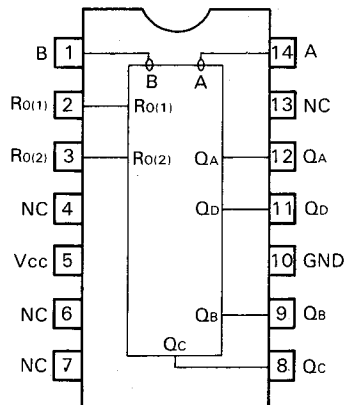 B 1 B A 14 A
R0(1) 2 R0(1) 13 NC
R0(2) 3 R0(2) QA 12 QA
NC 4 QD 11 QD
Vcc 5 10 GND
NC 6 QB 9 QB
NC 7 QC 8 QC